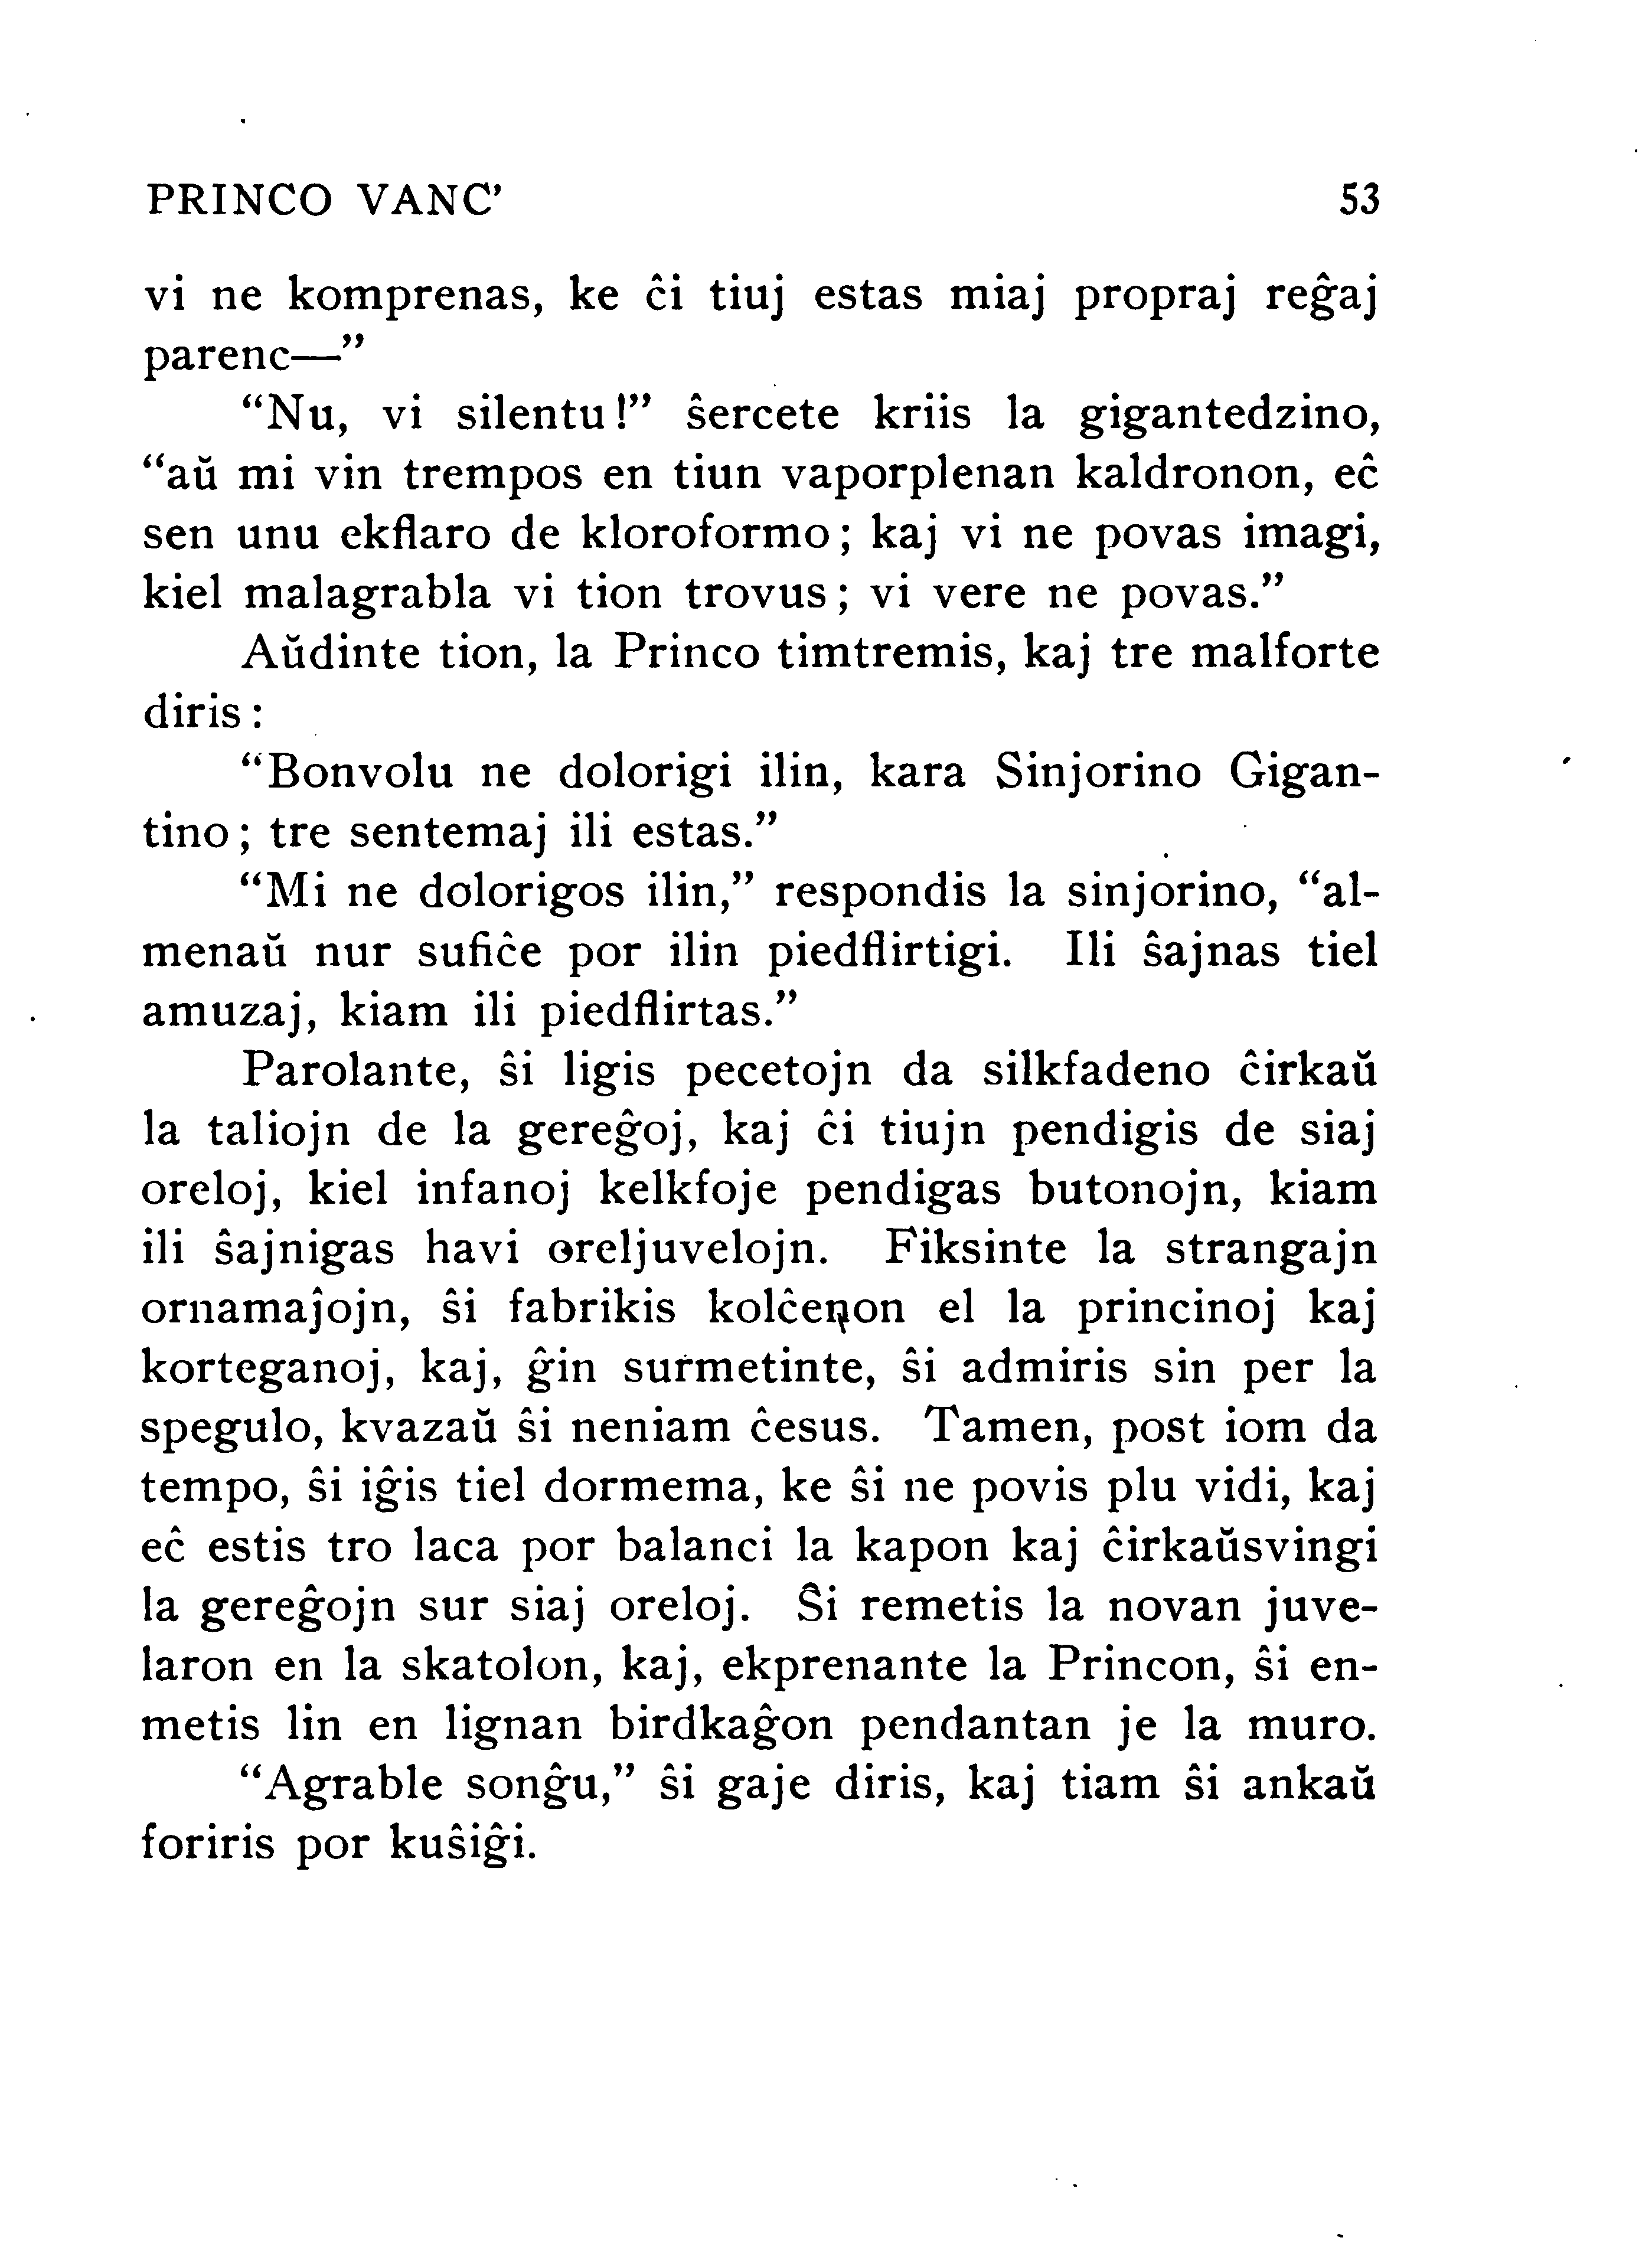 PRINCO VANC’ 53
vi ne komprenas, ke ĉi tiuj estas miaj propraj reĝaj
parenc—”
“Nu, vi silentu!” ŝercete kriis la gigantedzino,
“aŭ mi vin trempos en tiun vaporplenan kaldronon, eĉ
sen unu ekflaro de kloroformo; kaj vi ne povas imagi,
kiel malagrabla vi tion trovus; vi vere ne povas.”
Aŭdinte tion, la Princo timtremis, kaj tre malforte
diris:
“Bonvolu ne dolorigi ilin, kara Sinjorino Gigan-
tino; tre sentemaj ili estas.”
“Mi ne dolorigos ilin,” respondis la sinjorino, “al-
menaŭ nur sufiĉe por ilin piedflirtigi. Ili ŝajnas tiel
amuzaj, kiam ili piedflirtas.”
Parolante, ŝi ligis pecetojn da silkfadeno ĉirkaŭ
la taliojn de la gereĝoj, kaj ĉi tiujn pendigis de siaj
oreloj, kiel infanoj kelkfoje pendigas butonojn, kiam
ili ŝajnigas havi oreljuvelojn. Fiksinte la strangajn
ornamaĵojn, ŝi fabrikis kolĉenon el la princinoj kaj
korteganoj, kaj, ĝin surmetinte, ŝi admiris sin per la
spegulo, kvazaŭ ŝi neniam ĉesus. Tamen, post iom da
tempo, ŝi iĝis tiel dormema, ke ŝi ne povis plu vidi, kaj
eĉ estis tro laca por balanci la kapon kaj ĉirkaŭsvingi
la gereĝojn sur siaj oreloj. Ŝi remetis la novan juve-
laron en la skatolon, kaj, ekprenante la Princon, ŝi en-
metis lin en lignan birdkaĝon pendantan je la muro.
“Agrable sonĝu,” ŝi gaje diris, kaj tiam ŝi ankaŭ
foriris por kuŝiĝi.